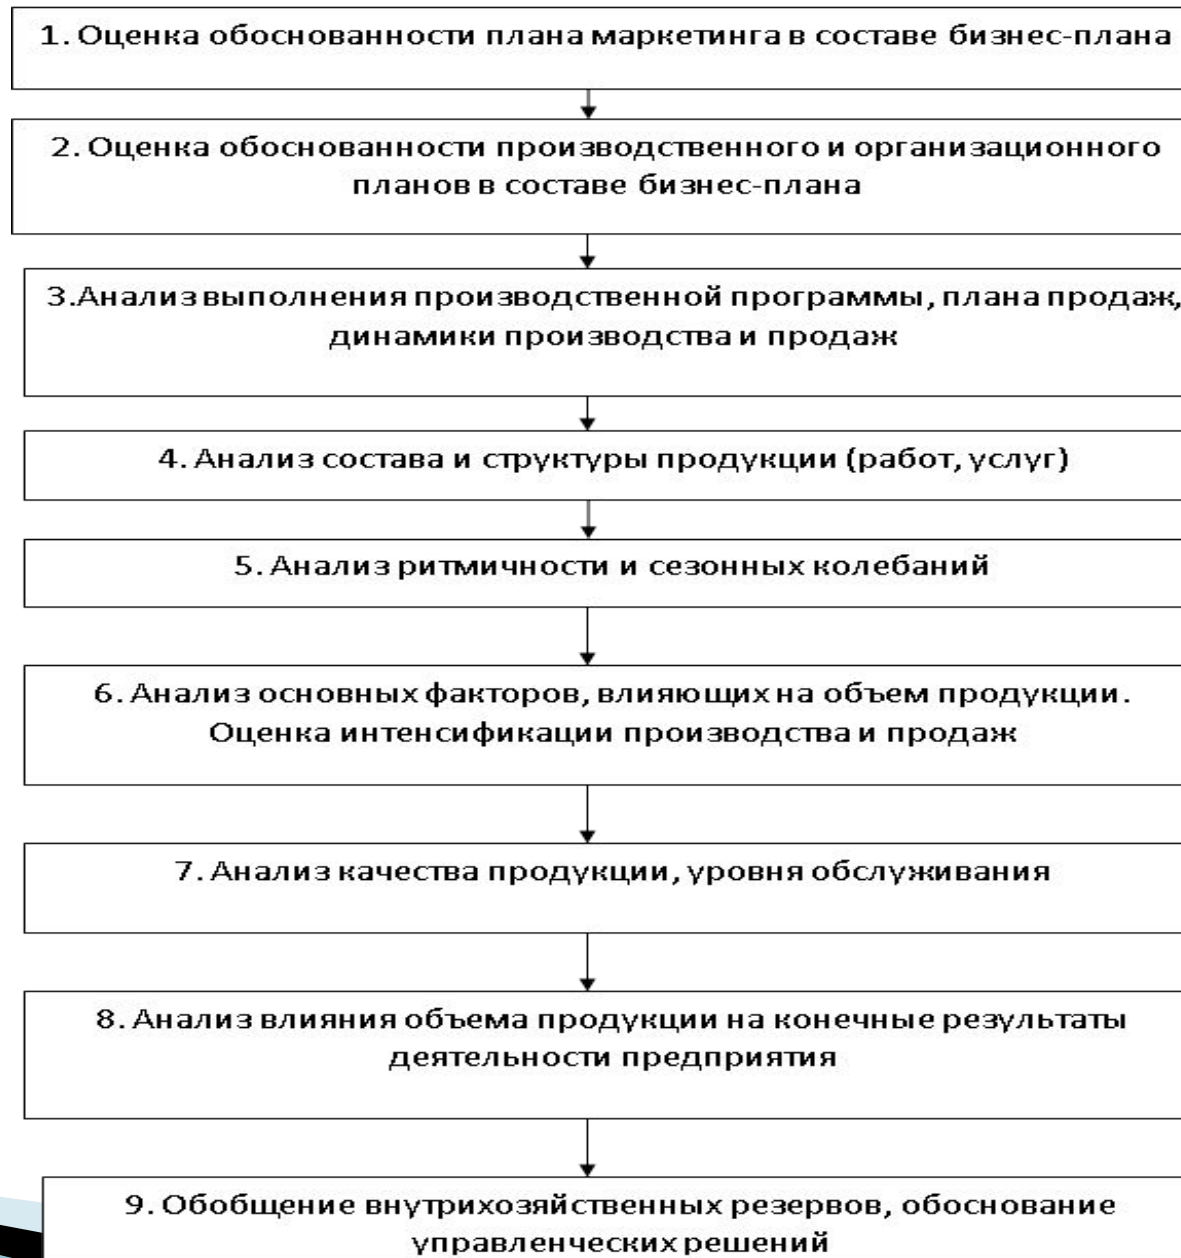 1. Оценка обоснованности плана маркетинга в составе бизнес-плана
2. Оценка обоснованности производственного и организационного
планов в составе бизнес-плана
3.Анализ выполнения производственной программы, плана продаж,
динамики производства и продаж
4. Анализ состава и структуры продукции (работ, услуг)
5. Анализ ритмичности и сезонных колебаний
6. Анализ основных факторов, влияющих на объем продукции.
Оценка интенсификации производства и продаж
7. Анализ качества продукции, уровня обслуживания
8. Анализ влияния объема продукции на конечные результаты
деятельности предприятия
9. Обобщение внутрихозяйственных резервов, обоснование
управленческих решений